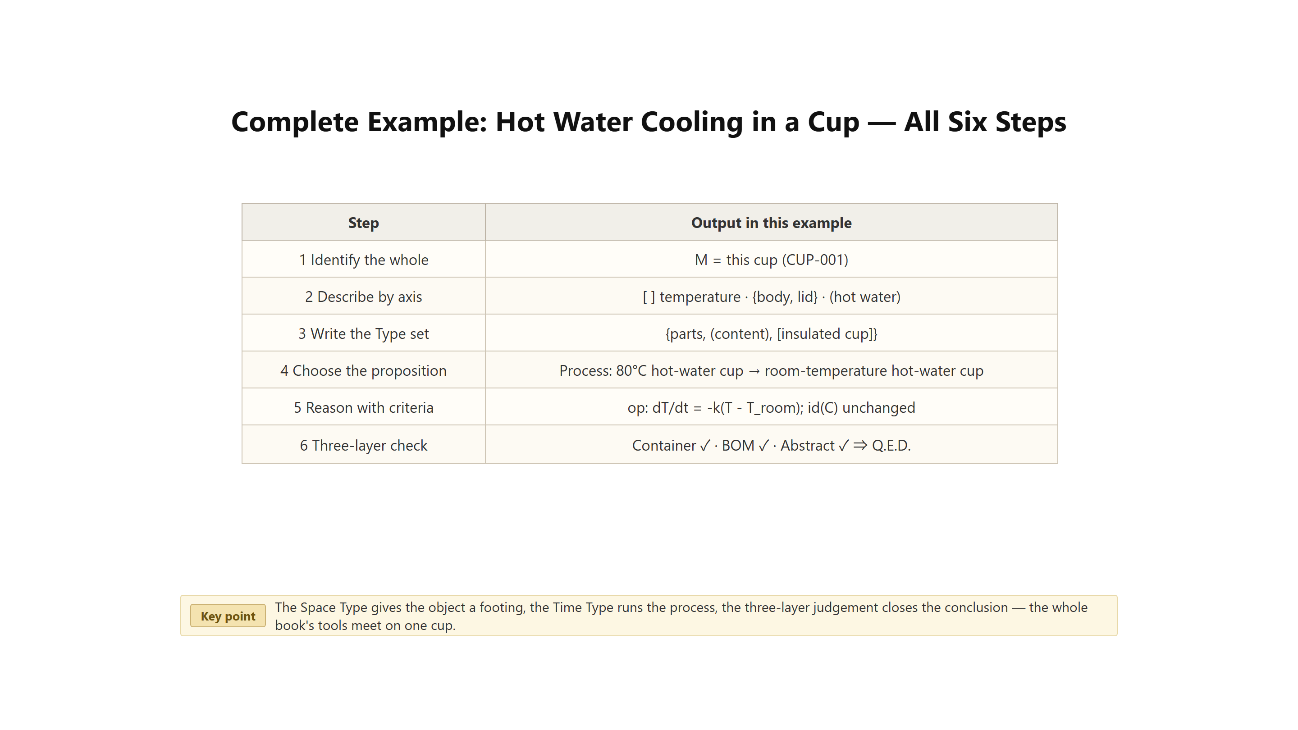 Complete Example: Hot Water Cooling in a Cup — All Six Steps
Step Output in this example
1 Identify the whole M = this cup (CUP-001)
2 Describe by axis [ ] temperature · {body, lid} · (hot water)
3 Write the Type set {parts, (content), [insulated cup]}
4 Choose the proposition Process: 80°C hot-water cup → room-temperature hot-water cup
5 Reason with criteria op: dT/dt = -k(T - T_room); id(C) unchanged
6 Three-layer check Container ✓ · BOM ✓ · Abstract ✓ ⇒ Q.E.D.
Key point The Space Type gives the object a footing, the Time Type runs the process, the three-layer judgement closes the conclusion — the whole
book's tools meet on one cup.